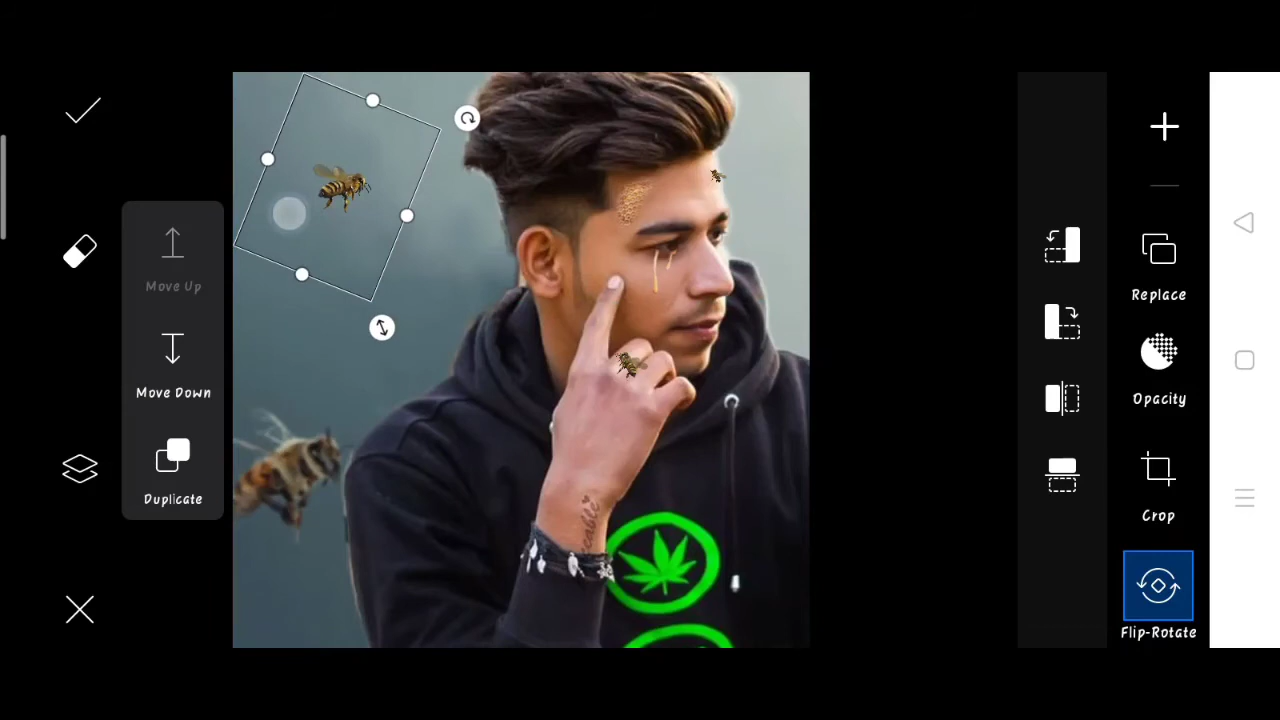 Move Up
Move Down
Duplicate
Replace
Opacity
Crop
Flip-Rotate